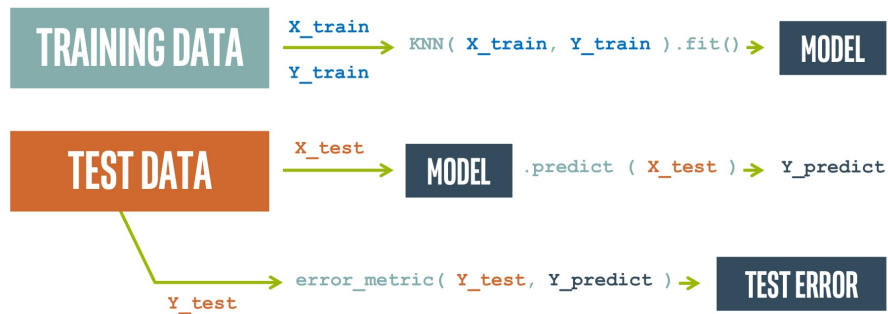 TRAINING DATA
X_train
Y_train
KNN( X_train, Y_train ).fit()
MODEL
TEST DATA
X_test
MODEL
.predict ( X_test )
Y_predict
Y_test
error_metric( Y_test, Y_predict )
TEST ERROR